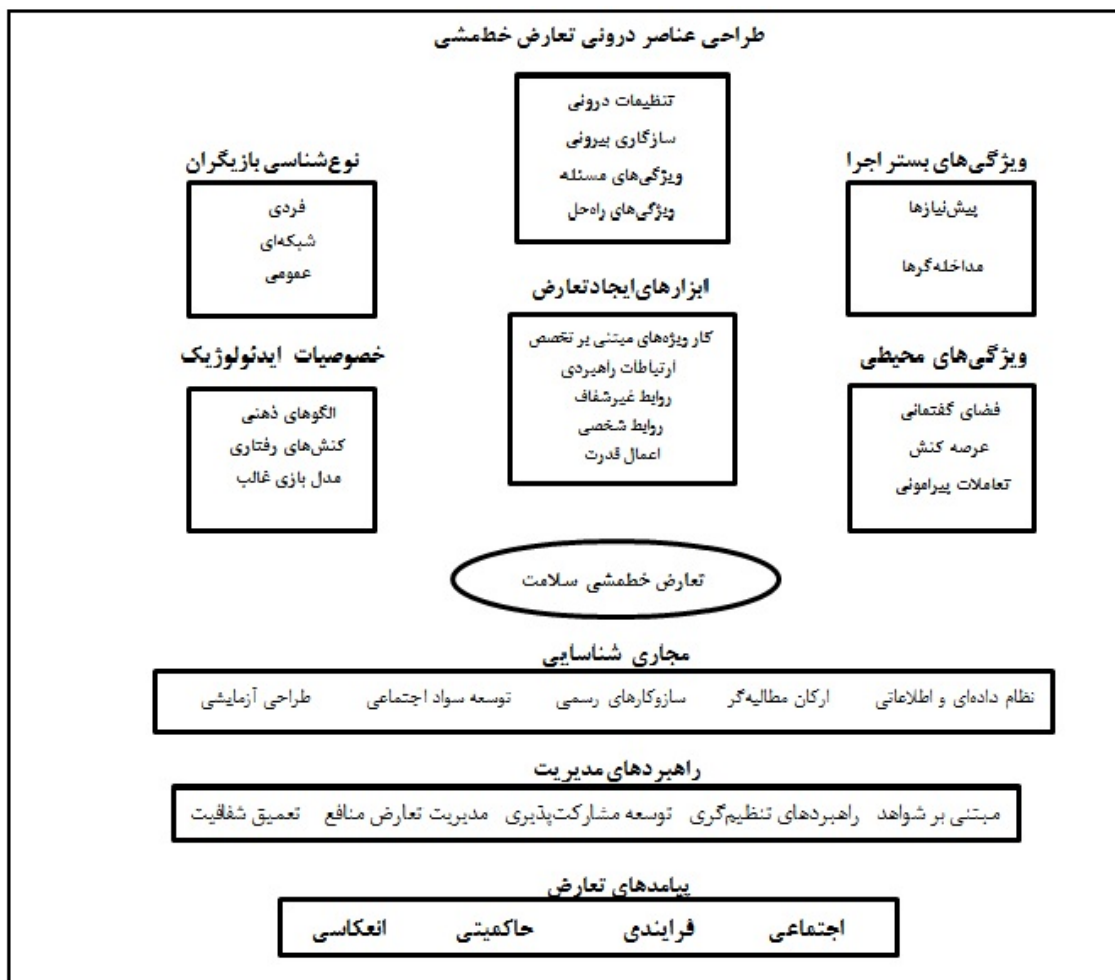 طراحی عناصر درونی تعارض خط‌مشی
تنظیمات درونی
سازگاری بیرونی
ویژگی‌های مسئله
ویژگی‌های راه‌حل
ویژگی‌های بستر اجرا
پیش‌نیازها
مداخله‌گرها
نوع‌شناسی بازیگران
فردی
شبکه‌ای
عمومی
ابزارهای ایجاد تعارض
کار ویژه‌های مبتنی بر تخصص
ارتباطات راهبردی
روابط غیرشفاف
روابط شخصی
اعمال قدرت
ویژگی‌های محیطی
فضای گفتمانی
عرصه کنش
تعاملات پیرامونی
خصوصیات ایدئولوژیک
الگوهای ذهنی
کنش‌های رفتاری
مدل بازی غالب
تعارض خطمشی سلامت
مجاری شناسایی
نظام داده‌ای و اطلاعاتی ارکان مطالبه‌گر سازوکارهای رسمی توسعه سواد اجتماعی طراحی آزمایشی
راهبردهای مدیریت
مبتنی بر شواهد راهبردهای تنظیم‌گری توسعه مشارکت‌پذیری مدیریت تعارض منافع تعمیق شفافیت
پیامدهای تعارض
اجتماعی فرایندی حاکمیتی انعکاسی